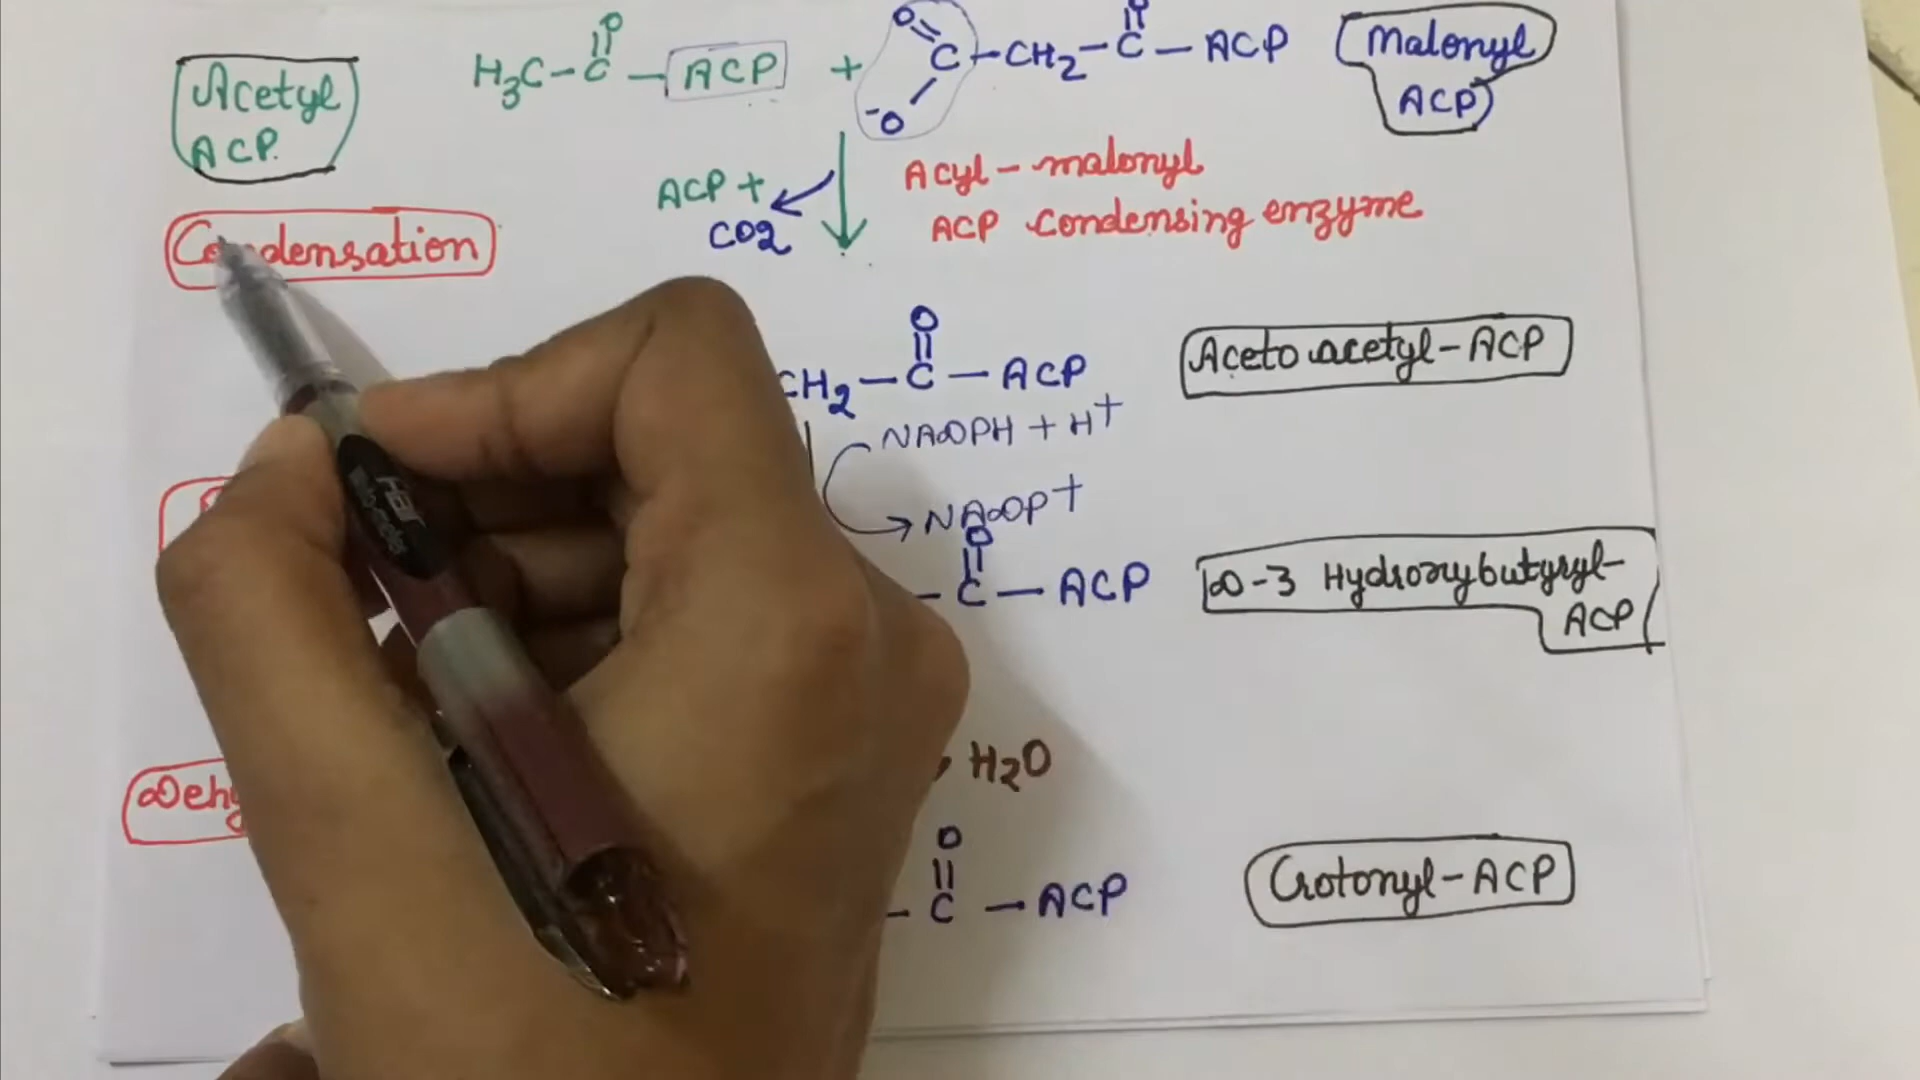 Acetyl
ACP.
H3C-C-ACP + C-CH2-C-ACP
O
O
O
-O
Malonyl
ACP
ACP +
CO2
Acyl-malonyl
ACP condensing enzyme
Condensation
O
CH2-C-ACP
Aceto acetyl-ACP
NADPH + H+
NADP+
O
-C-ACP
D-3 Hydroxybutyryl-
ACP
H2O
Dehy
O
-C-ACP
Crotonyl-ACP